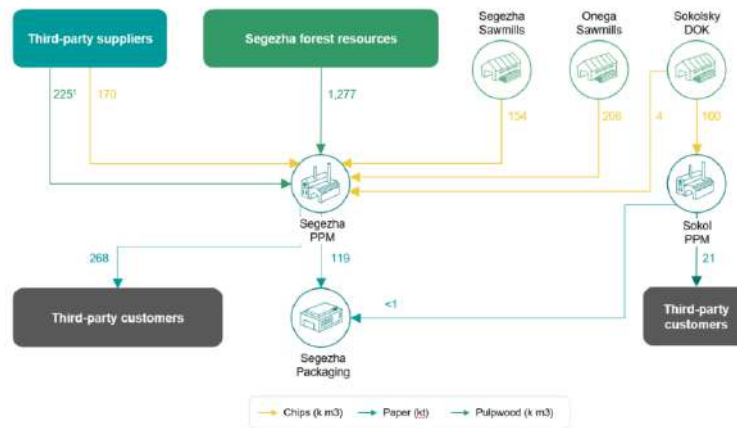 Segezha
Sawmills
Onega
Sawmills
Sokolsky
DOK
Third-party suppliers
Segezha forest resources
225¹
170
1,277
154
208
4
100
Segezha
PPM
Sokol
PPM
268
119
21
Third-party customers
<1
Third-party
customers
Segezha
Packaging
Chips (k m3)
Paper (kt)
Pulpwood (k m3)